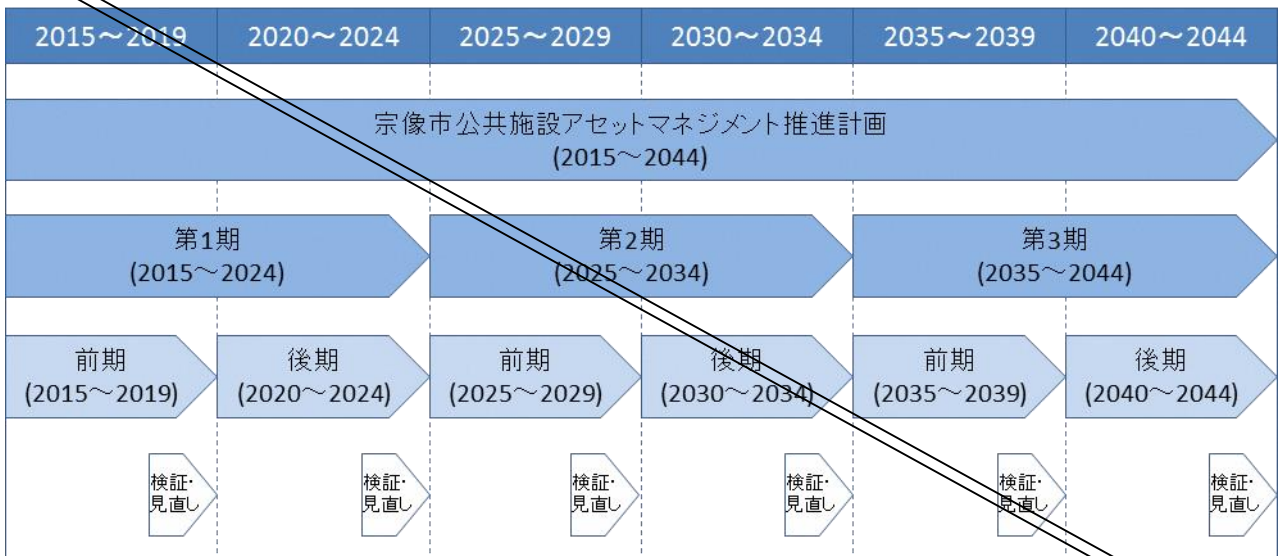 2015～2019 2020～2024 2025～2029 2030～2034 2035～2039 2040～2044
宗像市公共施設アセットマネジメント推進計画
(2015～2044)
第1期 第2期 第3期
(2015～2024) (2025～2034) (2035～2044)
前期 後期 前期 後期 前期 後期
(2015～2019) (2020～2024) (2025～2029) (2030～2034) (2035～2039) (2040～2044)
検証・ 検証・ 検証・ 検証・ 検証・ 検証・
見直し 見直し 見直し 見直し 見直し 見直し